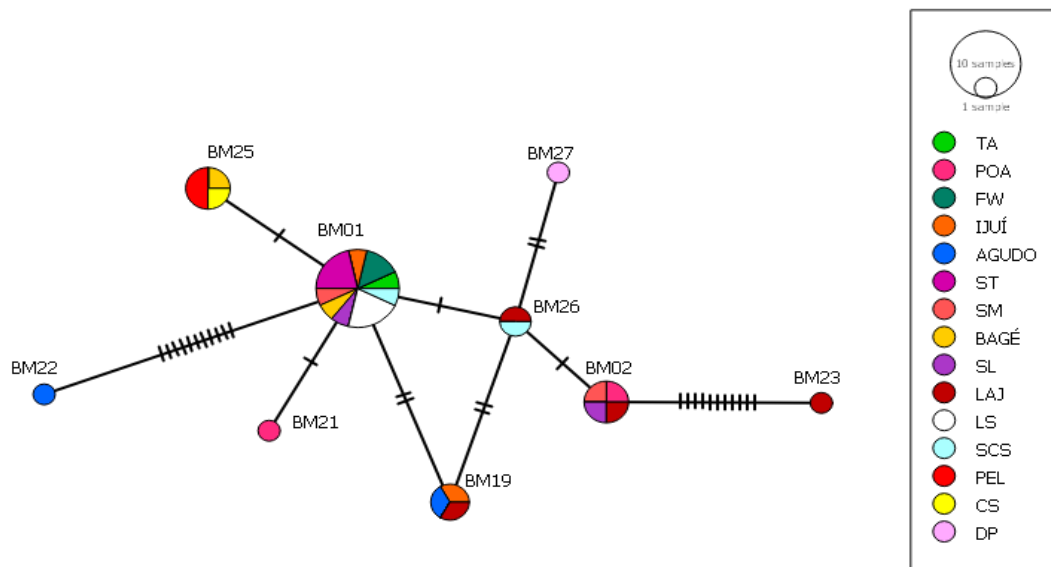 10 samples
1 sample
BM25
BM27
BM01
BM26
BM22
BM02
BM23
BM21
BM19
TA
POA
FW
IJUÍ
AGUDO
ST
SM
BAGÉ
SL
LAJ
LS
SCS
PEL
CS
DP